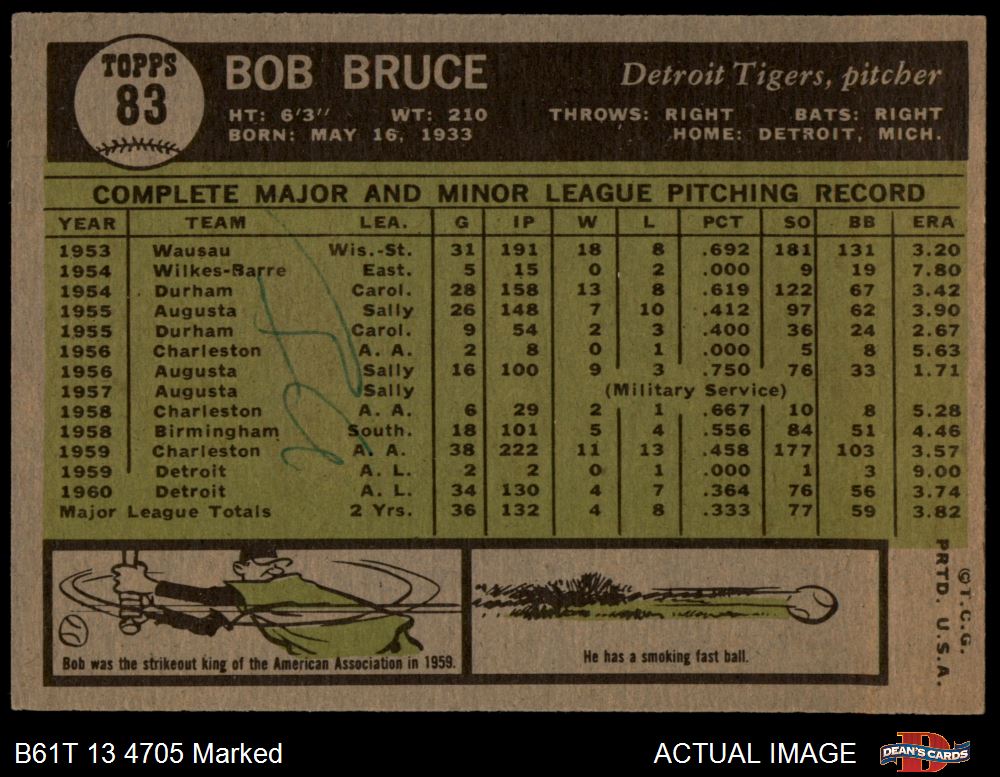 TOPPS
83
BOB BRUCE
Detroit Tigers, pitcher
HT: 6'3" WT: 210 THROWS: RIGHT BATS: RIGHT
BORN: MAY 16, 1933 HOME: DETROIT, MICH.
COMPLETE MAJOR AND MINOR LEAGUE PITCHING RECORD
YEAR TEAM LEA. G IP W L PCT SO BB ERA
1953 Wausau Wis.-St. 31 191 18 8 .692 181 131 3.20
1954 Wilkes-Barre East. 5 15 0 2 .000 9 19 7.80
1954 Durham Carol. 28 158 13 8 .619 122 67 3.42
1955 Augusta Sally 26 148 7 10 .412 97 62 3.90
1955 Durham Carol. 9 54 2 3 .400 36 24 2.67
1956 Charleston A. A. 2 8 0 1 .000 5 8 5.63
1956 Augusta Sally 16 100 9 3 .750 76 33 1.71
1957 Augusta Sally (Military Service)
1958 Charleston A. A. 6 29 2 1 .667 10 8 5.28
1958 Birmingham South. 18 101 5 4 .556 84 51 4.46
1959 Charleston A. A. 38 222 11 13 .458 177 103 3.57
1959 Detroit A. L. 2 2 0 1 .000 1 3 9.00
1960 Detroit A. L. 34 130 4 7 .364 76 56 3.74
Major League Totals 2 Yrs. 36 132 4 8 .333 77 59 3.82
Bob was the strikeout king of the American Association in 1959.
He has a smoking fast ball.
© T.C.G.
PRTD. U.S.A.
B61T 13 4705 Marked
ACTUAL IMAGE
DEAN'S CARDS